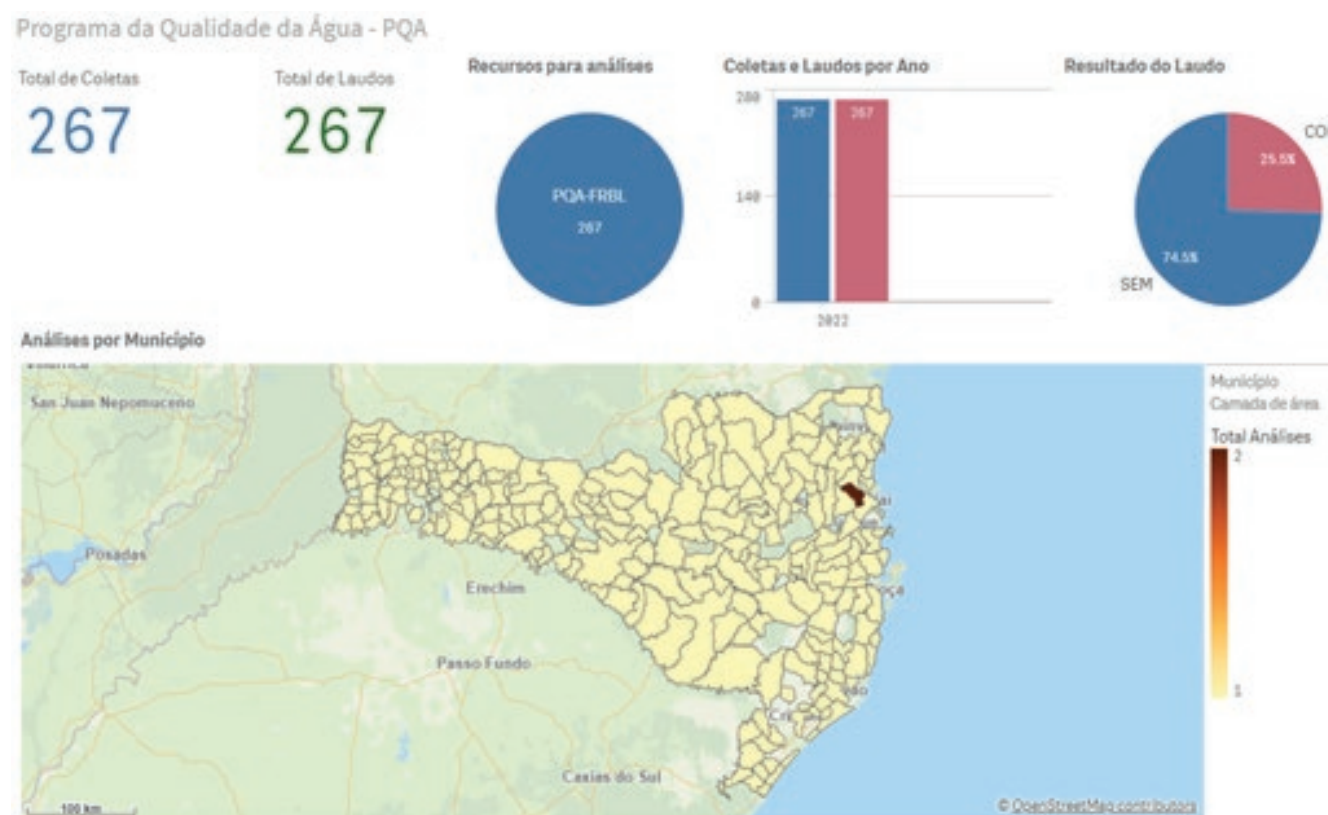 Programa da Qualidade da Água - PQA
Total de Coletas
267
Total de Laudos
267
Recursos para análises
PQA-FRBL
267
Coletas e Laudos por Ano
280
140
0
267
267
2022
Resultado do Laudo
CO
25.5%
74.5%
SEM
Análises por Município
San Juan Nepomuceno
Posadas
Erechim
Passo Fundo
Caxias do Sul
100 km
© OpenStreetMap contributors
Município
Camada de área
Total Análises
2
1